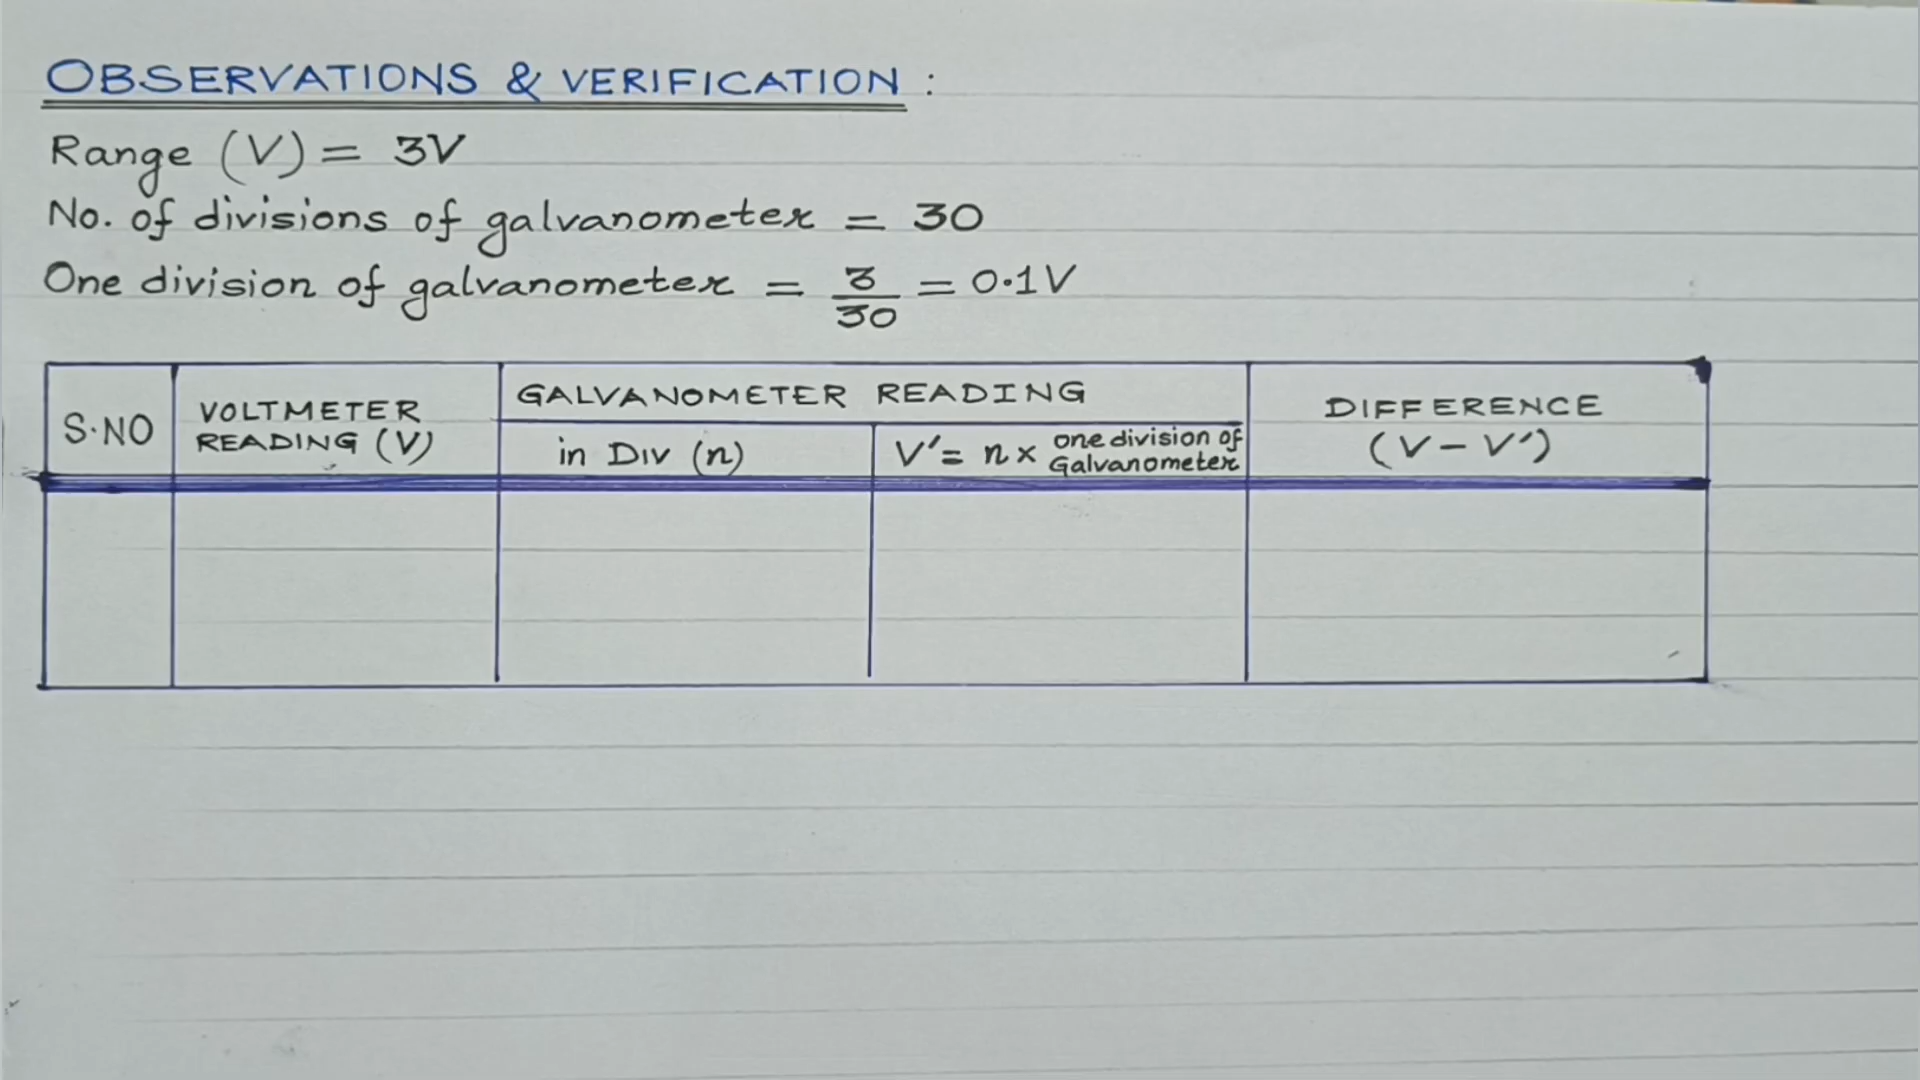 OBSERVATIONS & VERIFICATION :
Range (V) = 3V
No. of divisions of galvanometer = 30
One division of galvanometer = 3/30 = 0.1V
S.NO
VOLTMETER
READING (V)
GALVANOMETER READING
in DIV (n)
V' = n × one division of
Galvanometer
DIFFERENCE
(V - V')